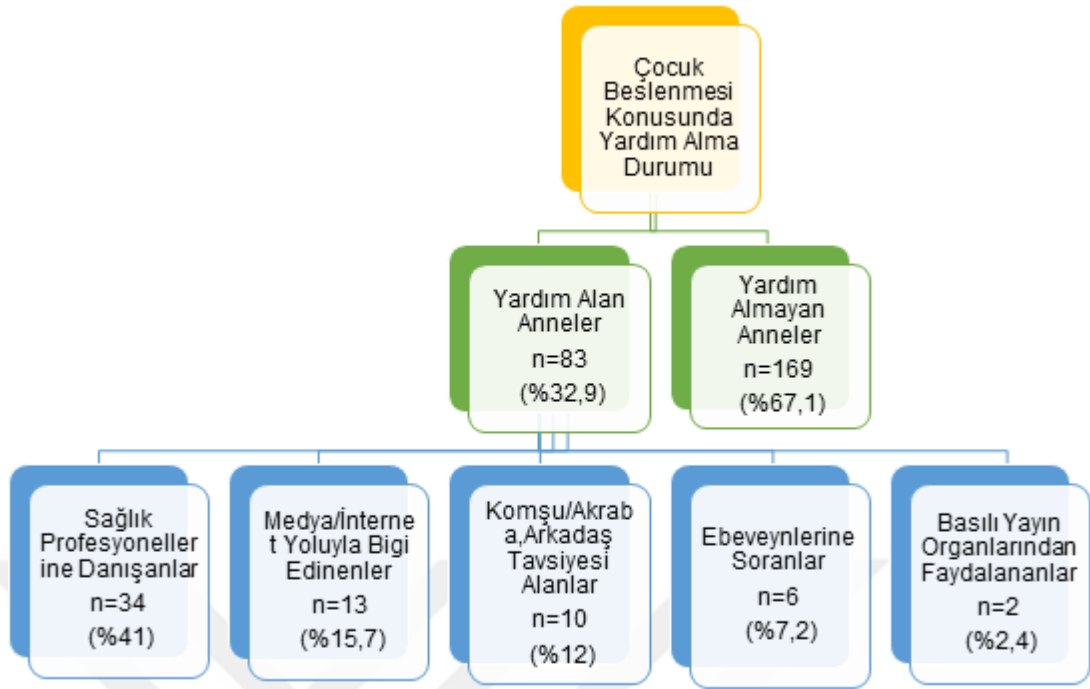 Çocuk
Beslenmesi
Konusunda
Yardım Alma
Durumu
Yardım Alan
Anneler
n=83
(%32,9)
Yardım
Almayan
Anneler
n=169
(%67,1)
Sağlık
Profesyoneller
ine Danışanlar
n=34
(%41)
Medya/İnterne
t Yoluyla Bigi
Edinenler
n=13
(%15,7)
Komşu/Akrab
a,Arkadaş
Tavsiyesi
Alanlar
n=10
(%12)
Ebeveynlerine
Soranlar
n=6
(%7,2)
Basılı Yayın
Organlarından
Faydalananlar
n=2
(%2,4)